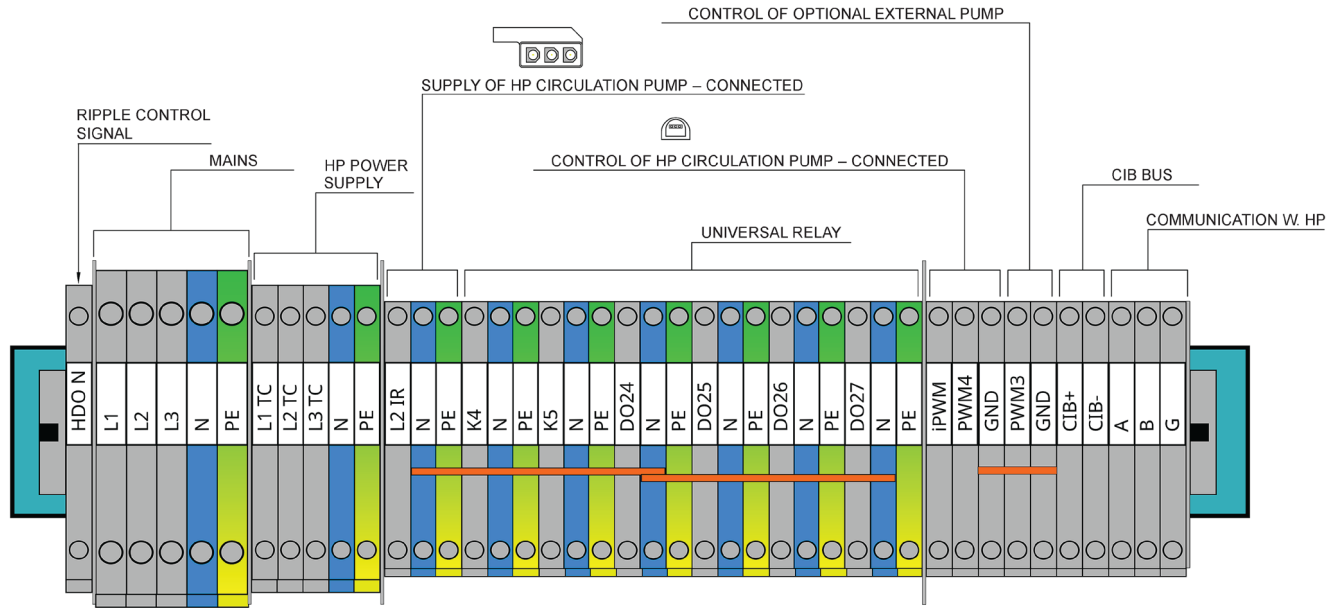 CONTROL OF OPTIONAL EXTERNAL PUMP
SUPPLY OF HP CIRCULATION PUMP – CONNECTED
RIPPLE CONTROL
SIGNAL
MAINS
HP POWER
SUPPLY
CONTROL OF HP CIRCULATION PUMP – CONNECTED
CIB BUS
COMMUNICATION W. HP
UNIVERSAL RELAY
HDO N
L1
L2
L3
N
PE
L1 TC
L2 TC
L3 TC
N
PE
L2 IR
N
PE
K4
N
PE
K5
N
PE
DO24
N
PE
DO25
N
PE
DO26
N
PE
DO27
N
PE
iPWM
PWM4
GND
PWM3
GND
CIB+
CIB-
A
B
G